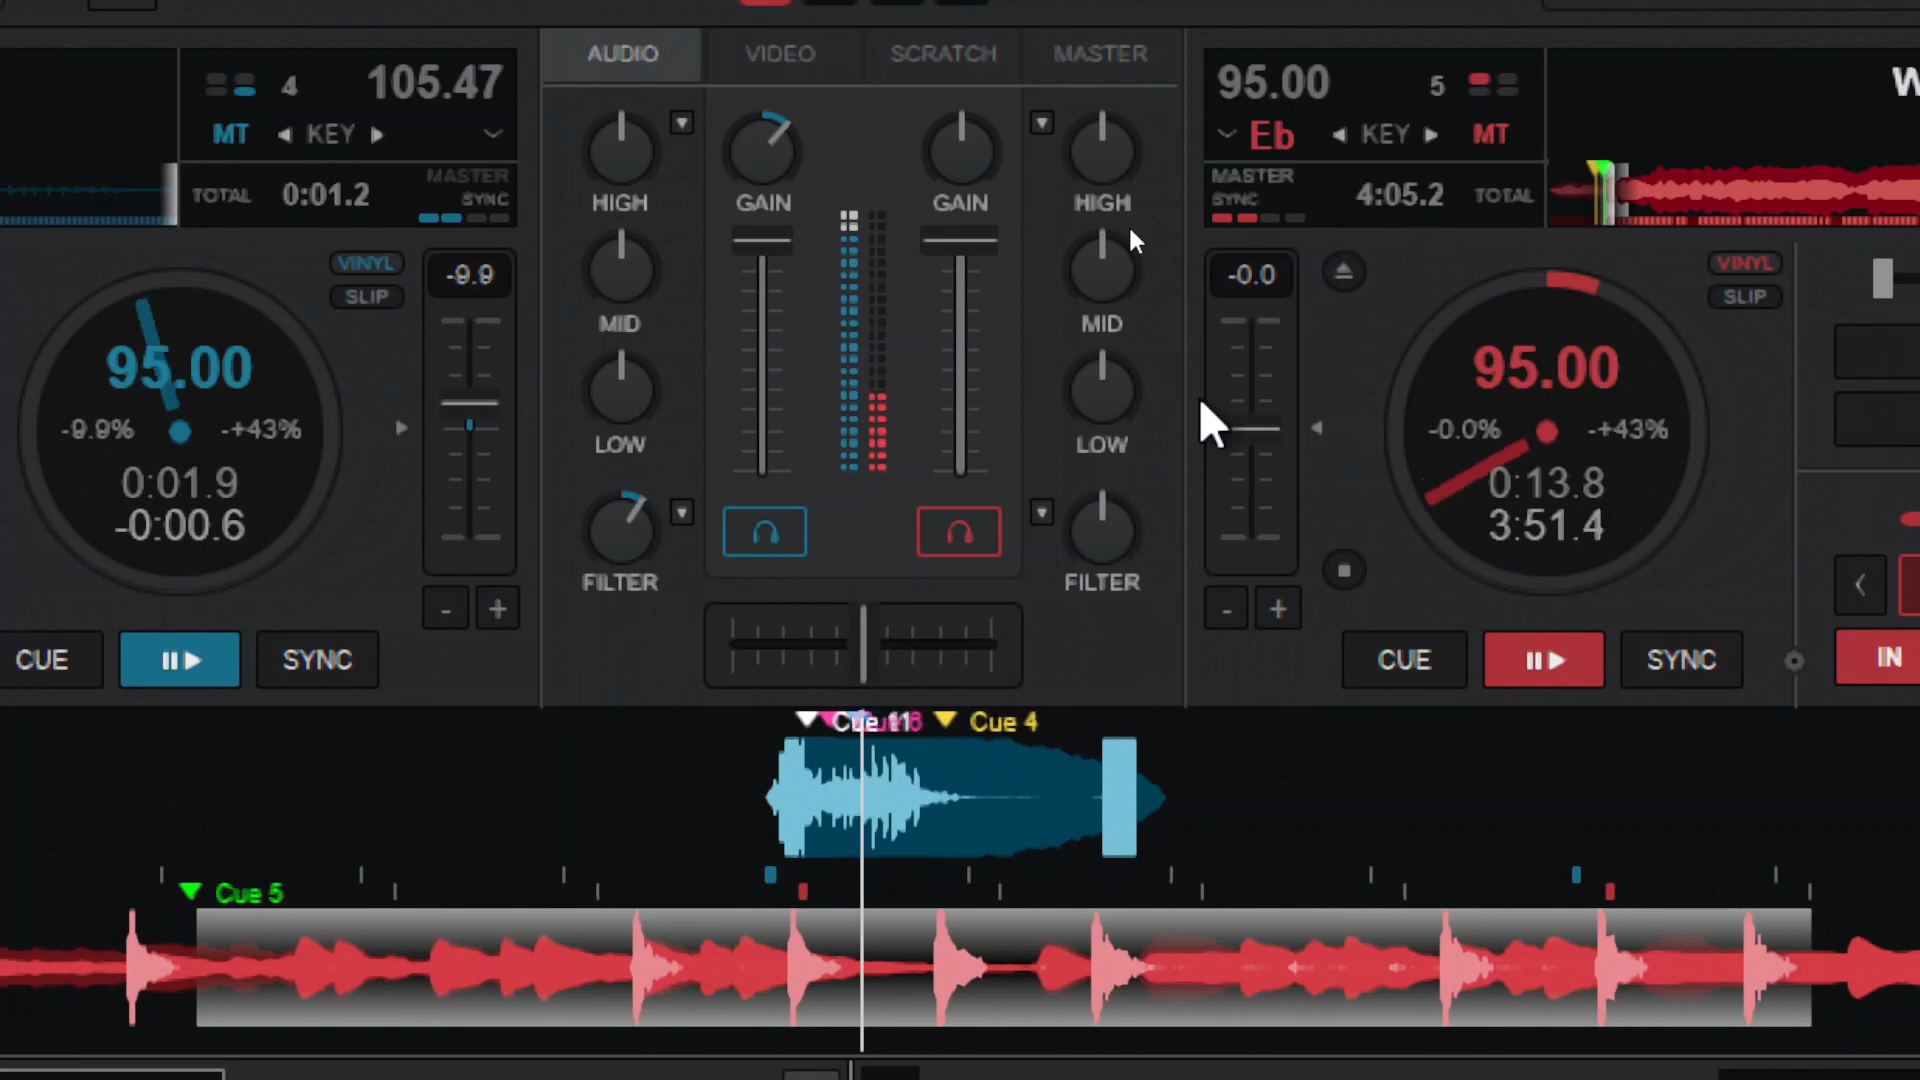 AUDIO VIDEO SCRATCH MASTER
4 105.47
MT KEY
TOTAL 0:01.2 MASTER SYNC
VINYL
SLIP
-9.9
95.00
-9.9% -+43%
0:01.9
-0:00.6
- +
CUE SYNC
HIGH GAIN GAIN HIGH
MID MID
LOW LOW
FILTER FILTER
95.00 5
Eb KEY MT
MASTER SYNC 4:05.2 TOTAL
W
VINYL
SLIP
-0.0
95.00
-0.0% -+43%
0:13.8
3:51.4
- +
CUE SYNC
IN
Cue 11 Cue 4
Cue 5